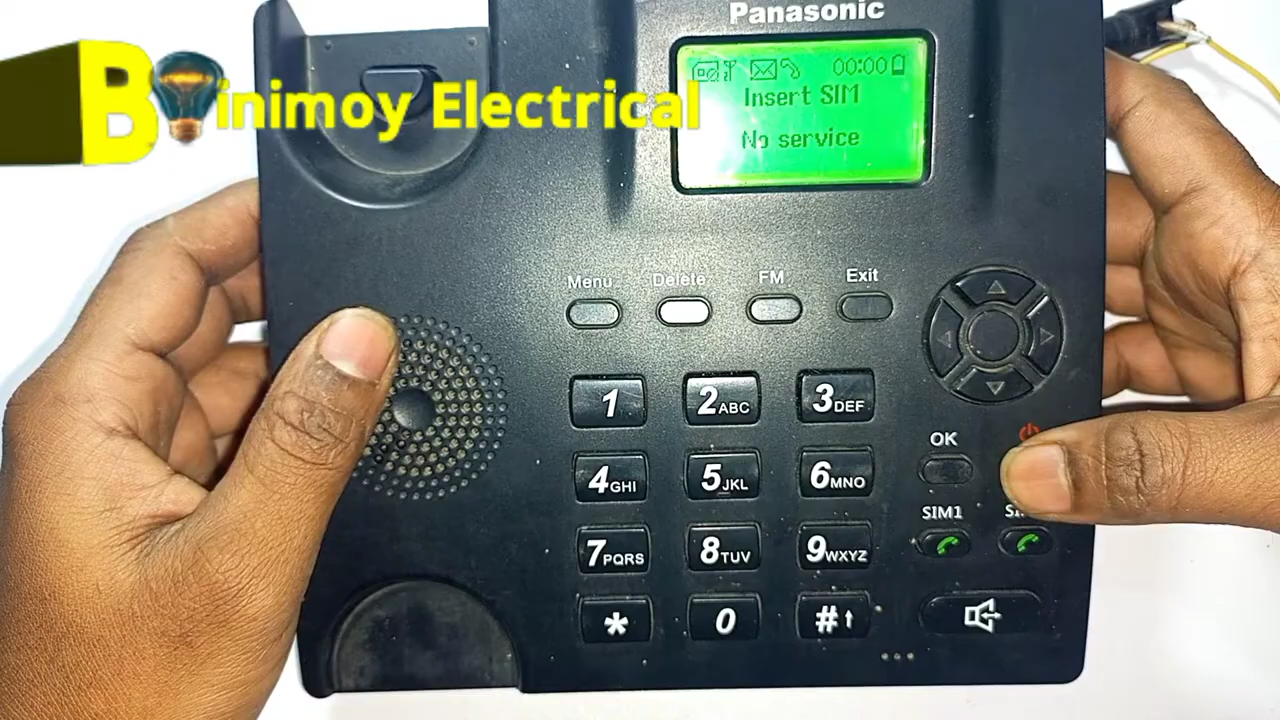 Panasonic
Binimoy Electrical
00:00
Insert SIM
No service
Menu Delete FM Exit
1 2ABC 3DEF
OK
4GHI 5JKL 6MNO
SIM1
7PQRS 8TUV 9WXYZ
* 0 #